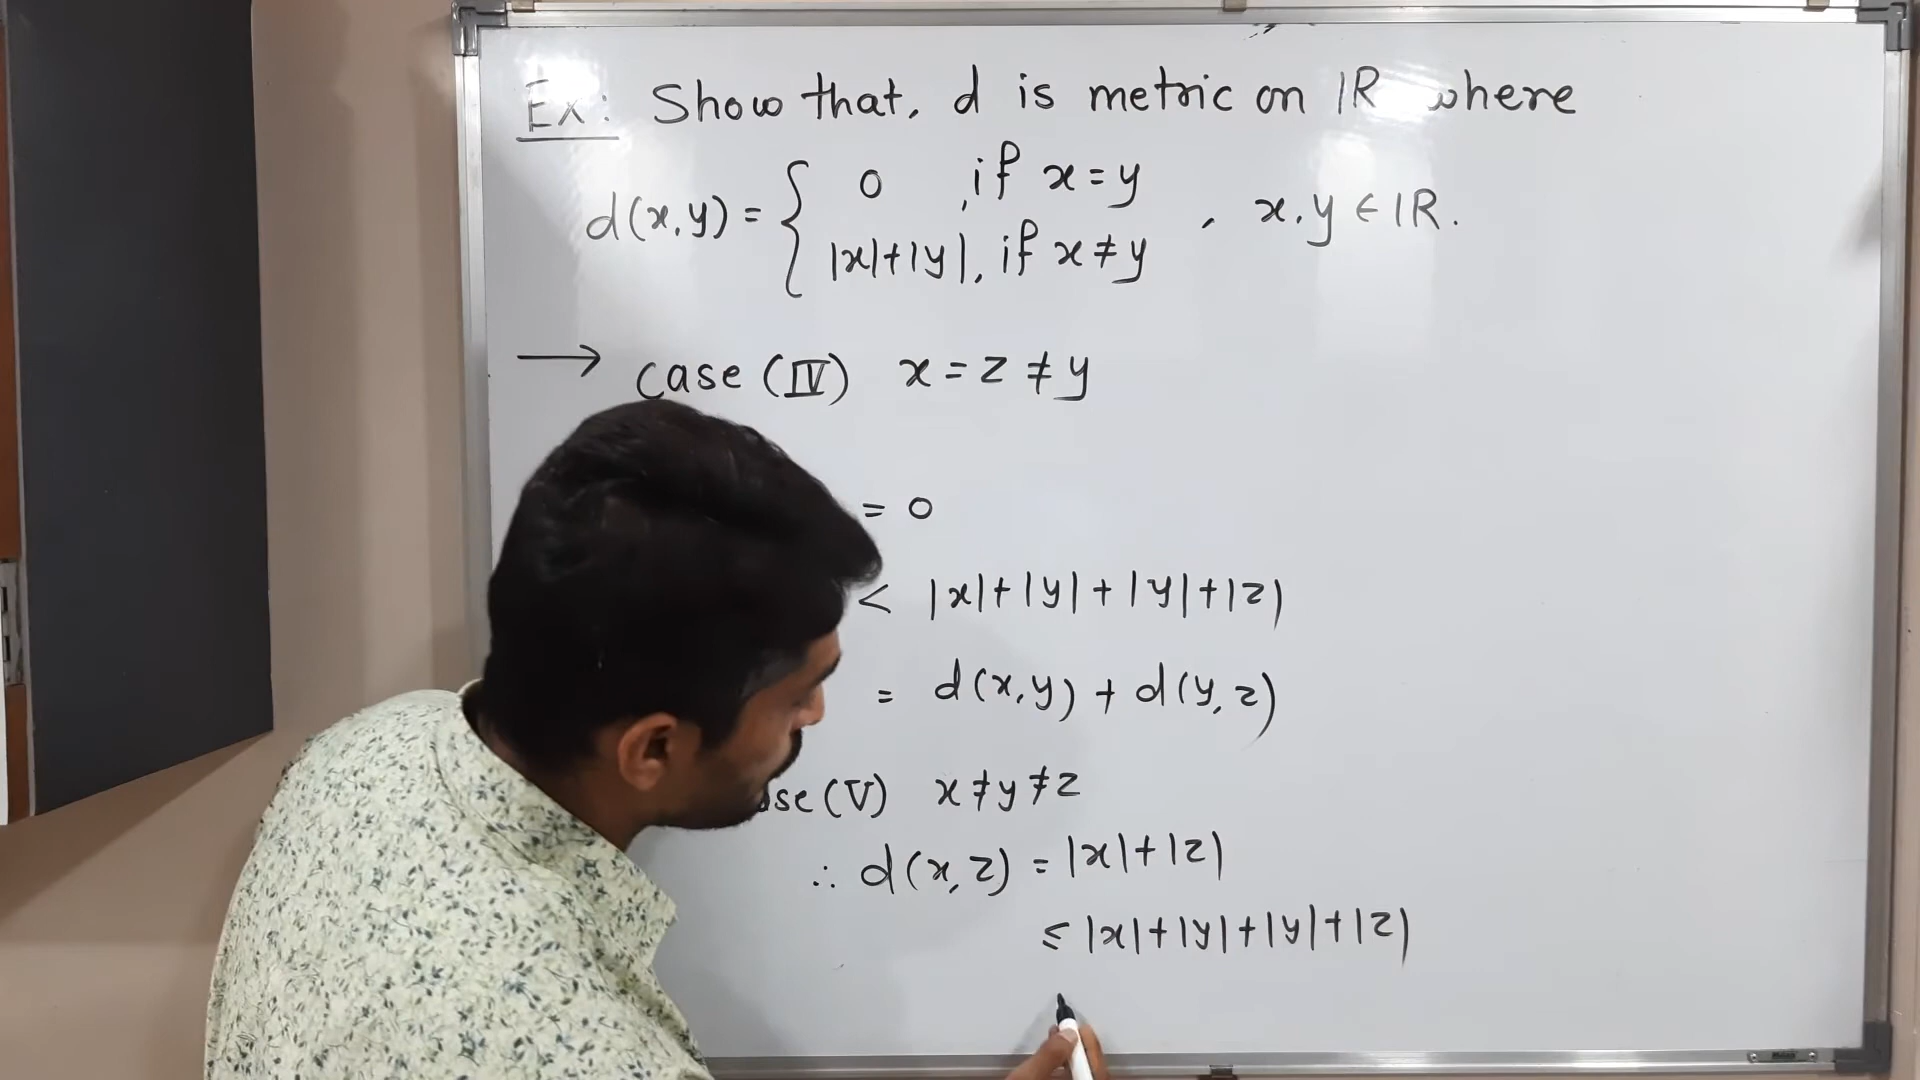 Ex: Show that, d is metric on IR where
d(x,y) = { 0 , if x = y
|x|+|y|, if x ≠ y , x,y ∈ IR.
→ Case (IV) x = z ≠ y
= 0
< |x|+|y|+|y|+|z|
= d(x,y) + d(y,z)
se (V) x ≠ y ≠ z
∴ d(x,z) = |x|+|z|
≤ |x|+|y|+|y|+|z|